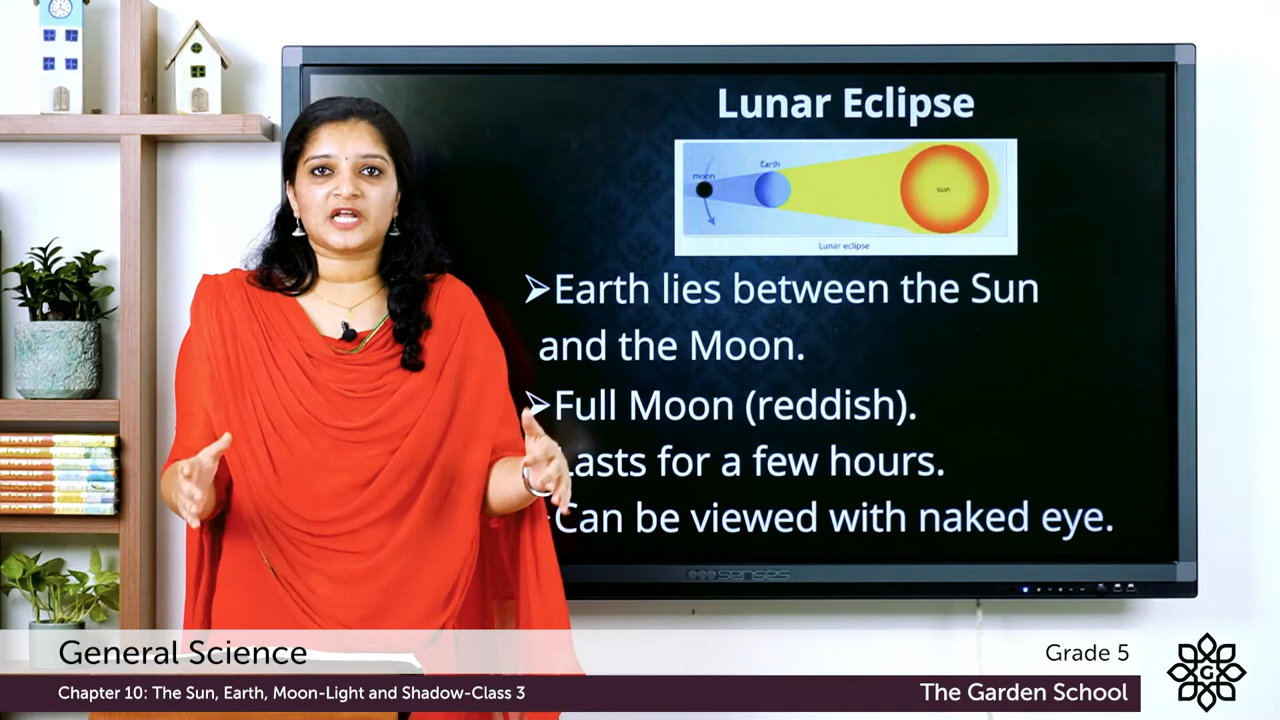 Lunar Eclipse
moon
Earth
sun
Lunar eclipse
➢Earth lies between the Sun
and the Moon.
➢Full Moon (reddish).
Lasts for a few hours.
Can be viewed with naked eye.
General Science
Grade 5
Chapter 10: The Sun, Earth, Moon-Light and Shadow-Class 3
The Garden School
G